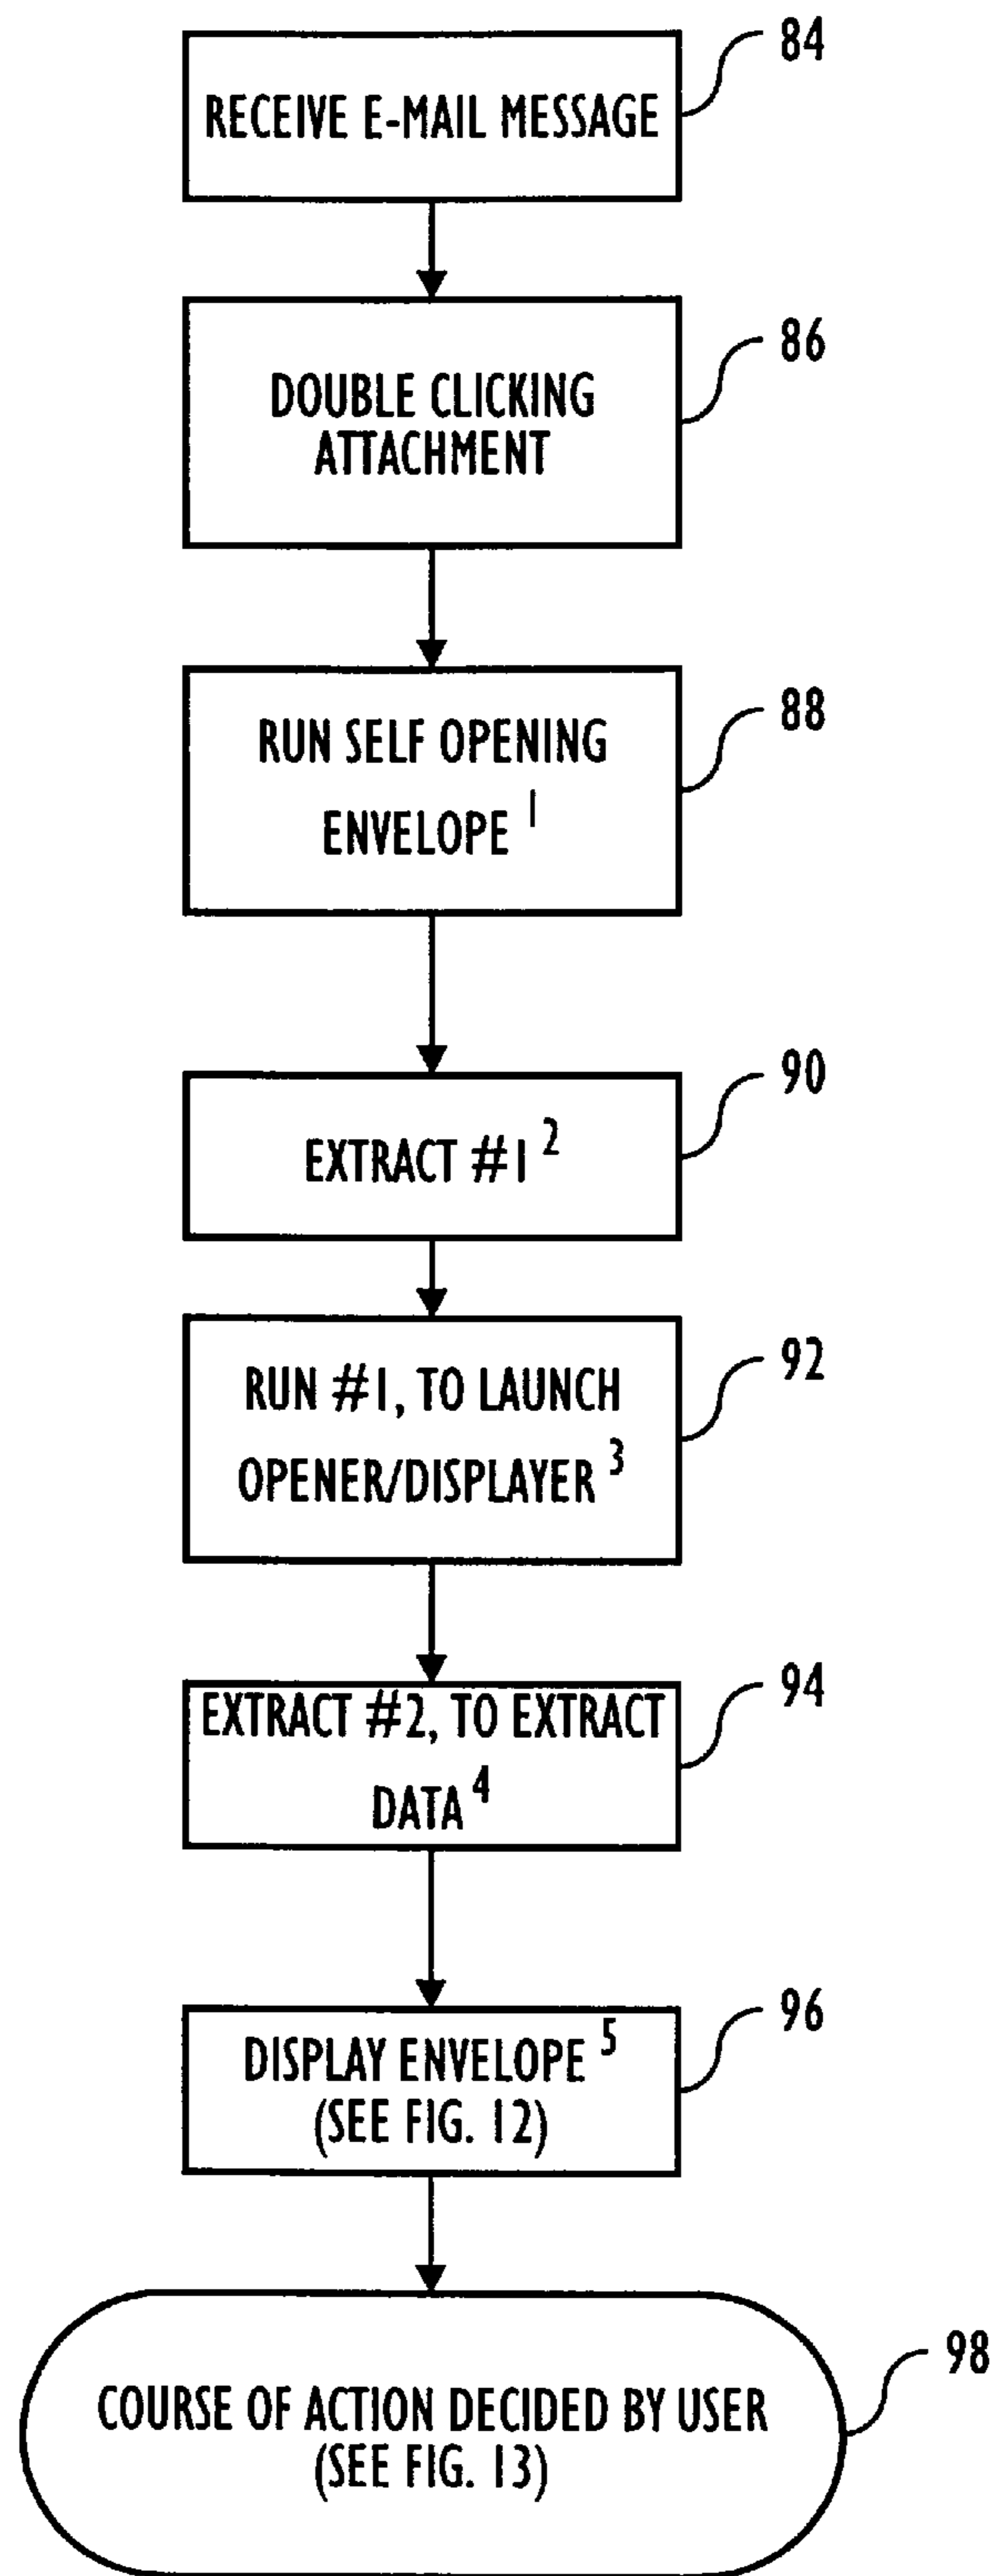 84
RECEIVE E-MAIL MESSAGE
86
DOUBLE CLICKING
ATTACHMENT
88
RUN SELF OPENING
ENVELOPE 1
90
EXTRACT #1 2
92
RUN #1, TO LAUNCH
OPENER/DISPLAYER 3
94
EXTRACT #2, TO EXTRACT
DATA 4
96
DISPLAY ENVELOPE 5
(SEE FIG. 12)
98
COURSE OF ACTION DECIDED BY USER
(SEE FIG. 13)